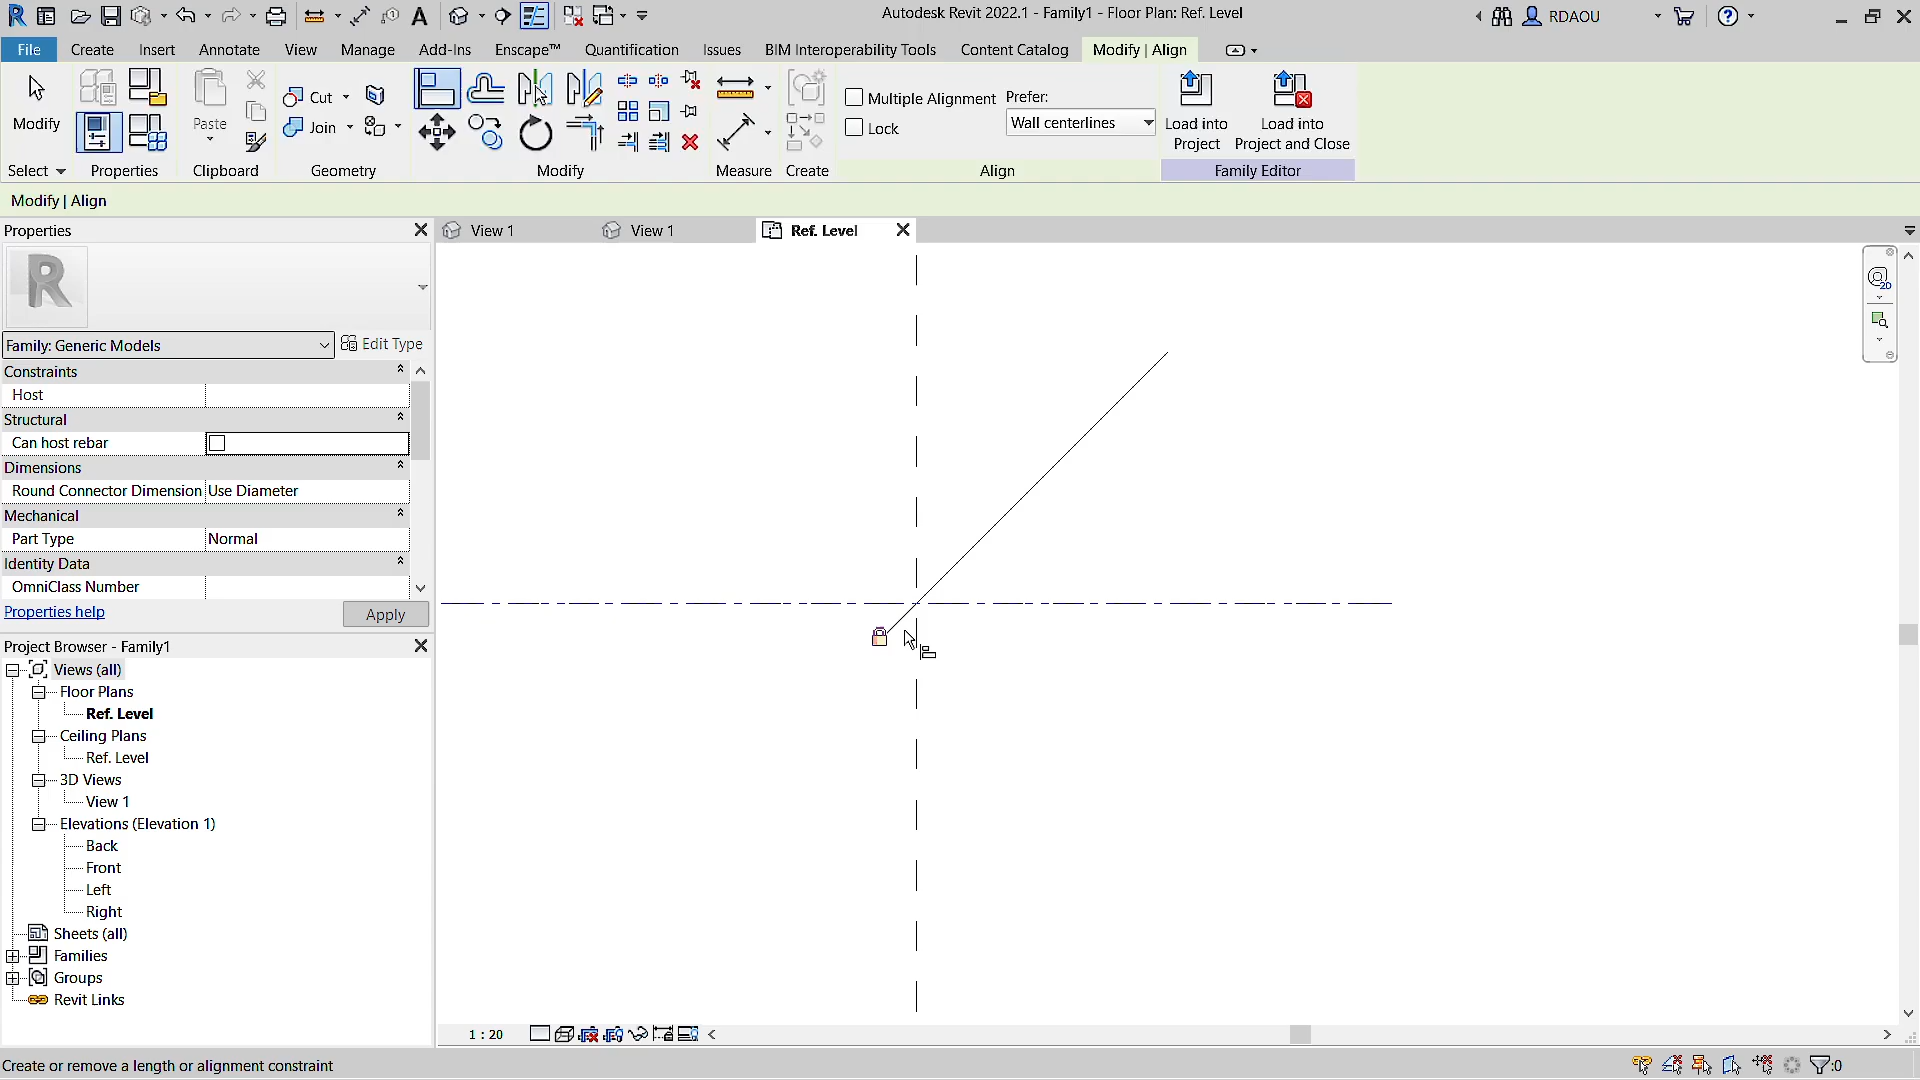 Autodesk Revit 2022.1 - Family1 - Floor Plan: Ref. Level
RDAOU
File Create Insert Annotate View Manage Add-Ins Enscape™ Quantification Issues BIM Interoperability Tools Content Catalog Modify | Align
Modify
Paste
Cut
Join
Multiple Alignment
Lock
Prefer:
Wall centerlines
Load into
Project
Load into
Project and Close
Select Properties Clipboard Geometry Modify Measure Create Align Family Editor
Modify | Align
Properties
View 1
View 1
Ref. Level
R
Family: Generic Models
Edit Type
Constraints
Host
Structural
Can host rebar
Dimensions
Round Connector Dimension Use Diameter
Mechanical
Part Type Normal
Identity Data
OmniClass Number
Properties help
Apply
2D
Project Browser - Family1
Views (all)
Floor Plans
Ref. Level
Ceiling Plans
Ref. Level
3D Views
View 1
Elevations (Elevation 1)
Back
Front
Left
Right
Sheets (all)
Families
Groups
Revit Links
1 : 20
Create or remove a length or alignment constraint
:0